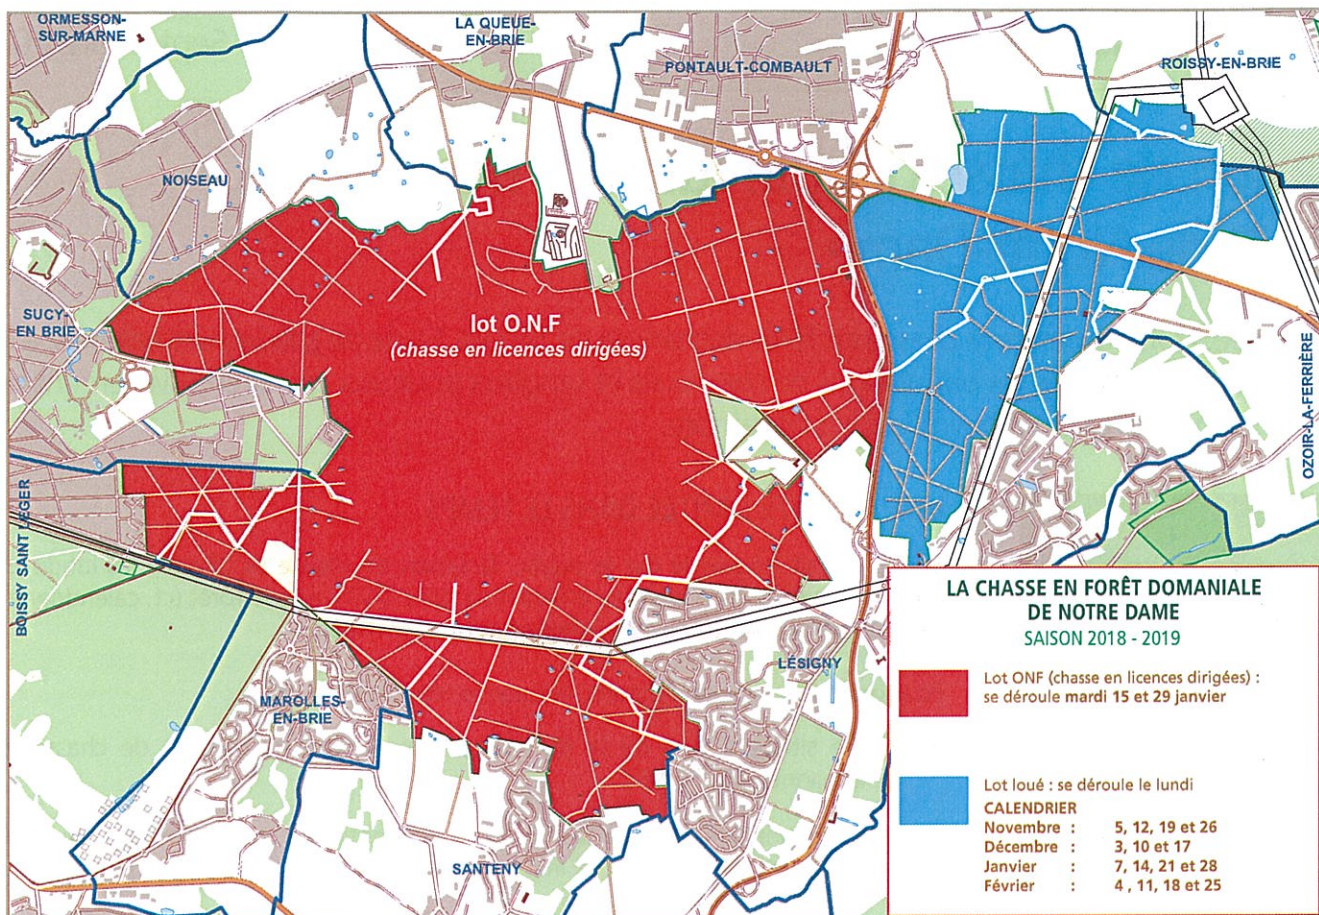 ORMESSON-
SUR-MARNE
LA QUEUE-
EN-BRIE
PONTAULT-COMBAULT
ROISSY-EN-BRIE
NOISEAU
SUCY-
EN BRIE
lot O.N.F
(chasse en licences dirigées)
OZOIR-LA-FERRIÈRE
BOISSY SAINT LEGER
MAROLLES-
EN-BRIE
LÉSIGNY
SANTENY
LA CHASSE EN FORÊT DOMANIALE
DE NOTRE DAME
SAISON 2018 - 2019
Lot ONF (chasse en licences dirigées) :
se déroule mardi 15 et 29 janvier
Lot loué : se déroule le lundi
CALENDRIER
Novembre : 5, 12, 19 et 26
Décembre : 3, 10 et 17
Janvier : 7, 14, 21 et 28
Février : 4 , 11, 18 et 25